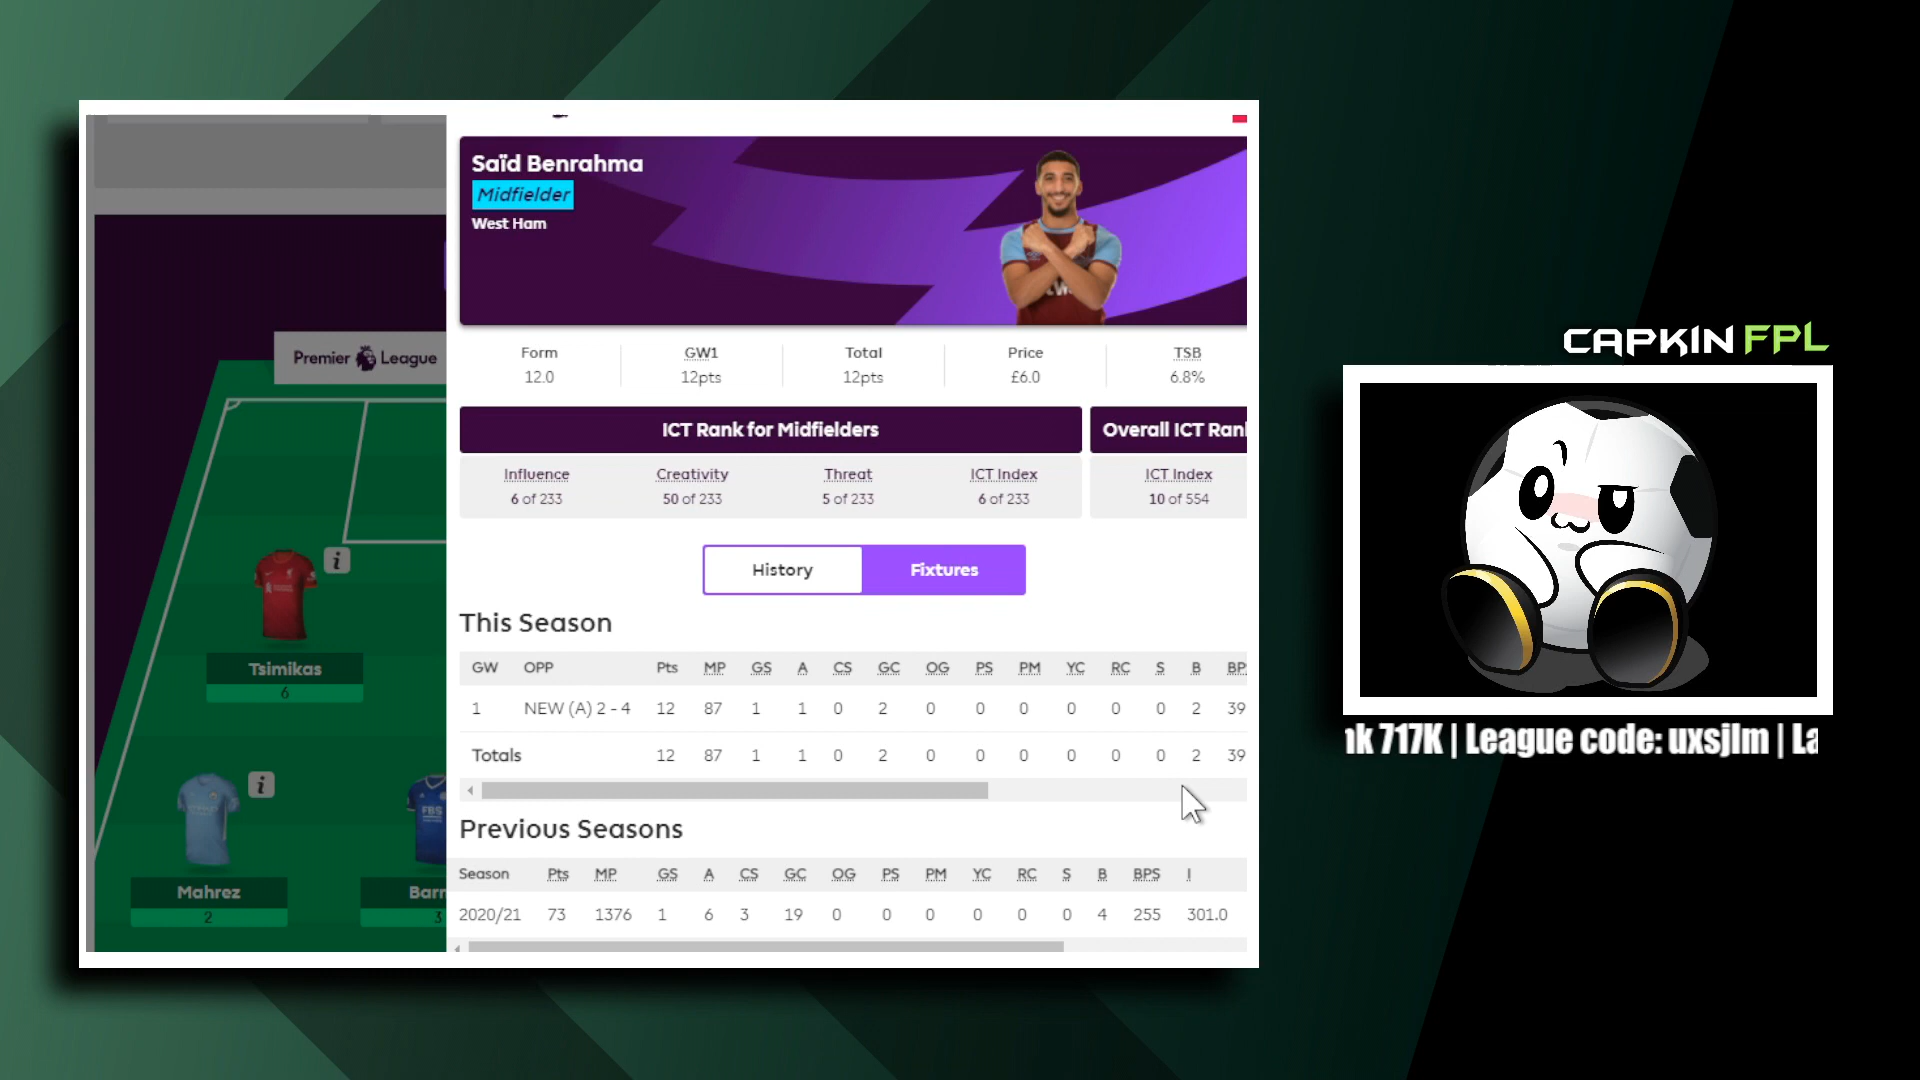 Saïd Benrahma
Midfielder
West Ham
Premier League
Form GW1 Total Price TSB
12.0 12pts 12pts £6.0 6.8%
ICT Rank for Midfielders
Overall ICT Rank
Influence Creativity Threat ICT Index ICT Index
6 of 233 50 of 233 5 of 233 6 of 233 10 of 554
History Fixtures
This Season
GW OPP Pts MP GS A CS GC OG PS PM YC RC S B BPS
1 NEW (A) 2 - 4 12 87 1 1 0 2 0 0 0 0 0 0 2 39
Totals 12 87 1 1 0 2 0 0 0 0 0 0 2 39
Previous Seasons
Season Pts MP GS A CS GC OG PS PM YC RC S B BPS I
2020/21 73 1376 1 6 3 19 0 0 0 0 0 0 4 255 301.0
i
Tsimikas
6
i
FBS
Mahrez
2
Barn
3
CAPKIN FPL
nk 717K | League code: uxsjlm | La